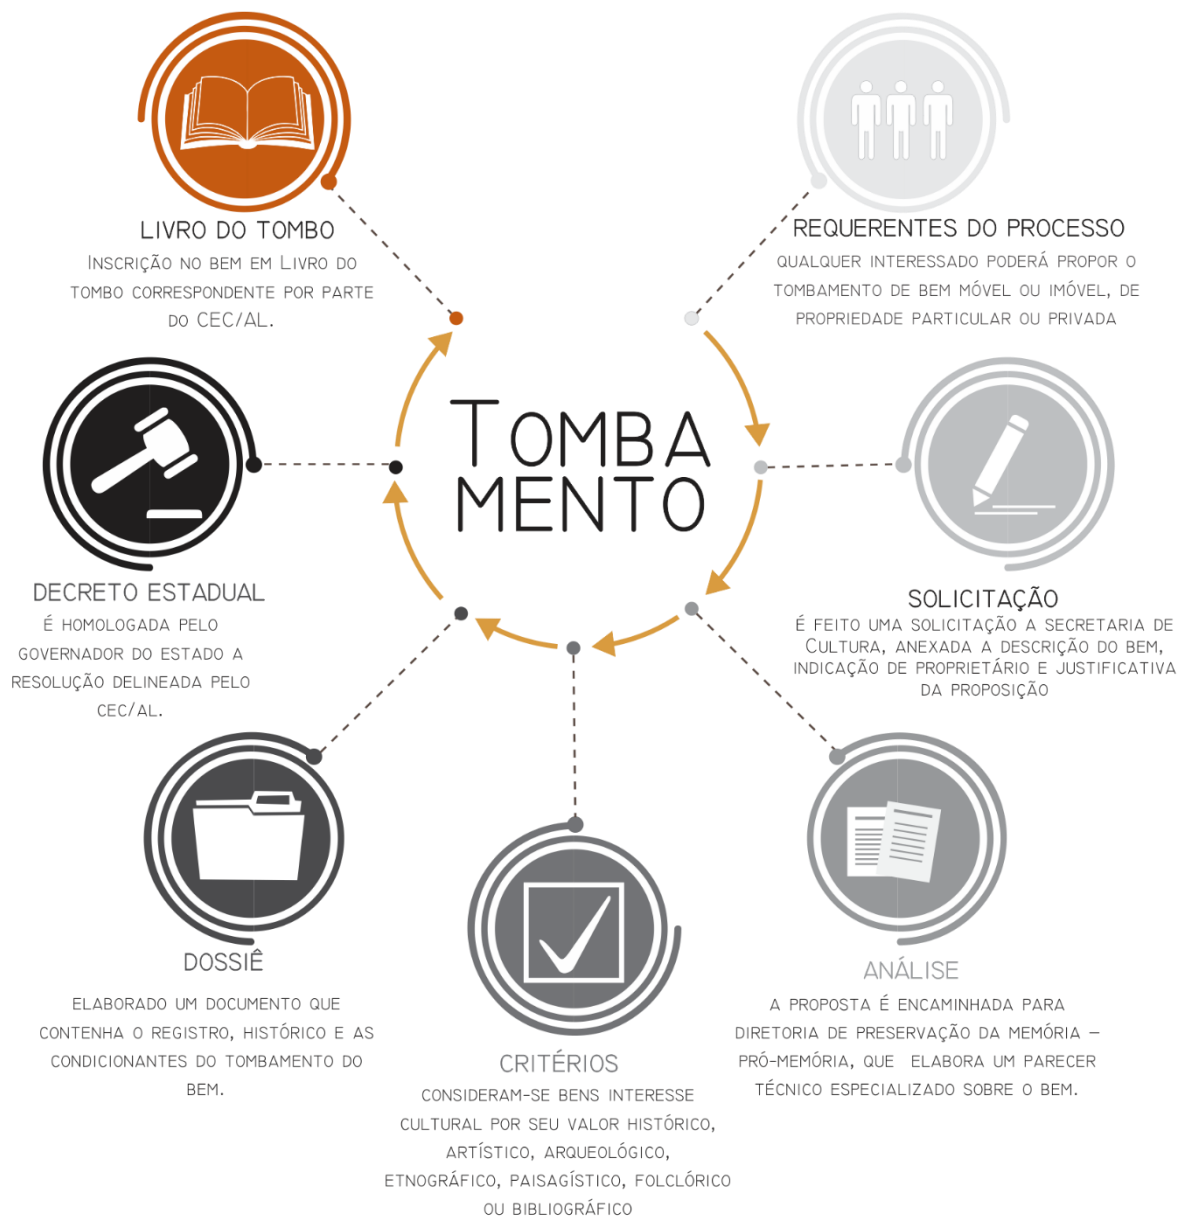 TOMBA
MENTO
REQUERENTES DO PROCESSO
QUALQUER INTERESSADO PODERÁ PROPOR O
TOMBAMENTO DE BEM MÓVEL OU IMÓVEL, DE
PROPRIEDADE PARTICULAR OU PRIVADA
SOLICITAÇÃO
É FEITO UMA SOLICITAÇÃO A SECRETARIA DE
CULTURA, ANEXADA A DESCRIÇÃO DO BEM,
INDICAÇÃO DE PROPRIETÁRIO E JUSTIFICATIVA
DA PROPOSIÇÃO
ANÁLISE
A PROPOSTA É ENCAMINHADA PARA
DIRETORIA DE PRESERVAÇÃO DA MEMÓRIA –
PRÓ-MEMÓRIA, QUE ELABORA UM PARECER
TÉCNICO ESPECIALIZADO SOBRE O BEM.
CRITÉRIOS
CONSIDERAM-SE BENS INTERESSE
CULTURAL POR SEU VALOR HISTÓRICO,
ARTÍSTICO, ARQUEOLÓGICO,
ETNOGRÁFICO, PAISAGÍSTICO, FOLCLÓRICO
OU BIBLIOGRÁFICO
DOSSIÊ
ELABORADO UM DOCUMENTO QUE
CONTENHA O REGISTRO, HISTÓRICO E AS
CONDICIONANTES DO TOMBAMENTO DO
BEM.
DECRETO ESTADUAL
É HOMOLOGADA PELO
GOVERNADOR DO ESTADO A
RESOLUÇÃO DELINEADA PELO
CEC/AL.
LIVRO DO TOMBO
INSCRIÇÃO NO BEM EM LIVRO DO
TOMBO CORRESPONDENTE POR PARTE
DO CEC/AL.